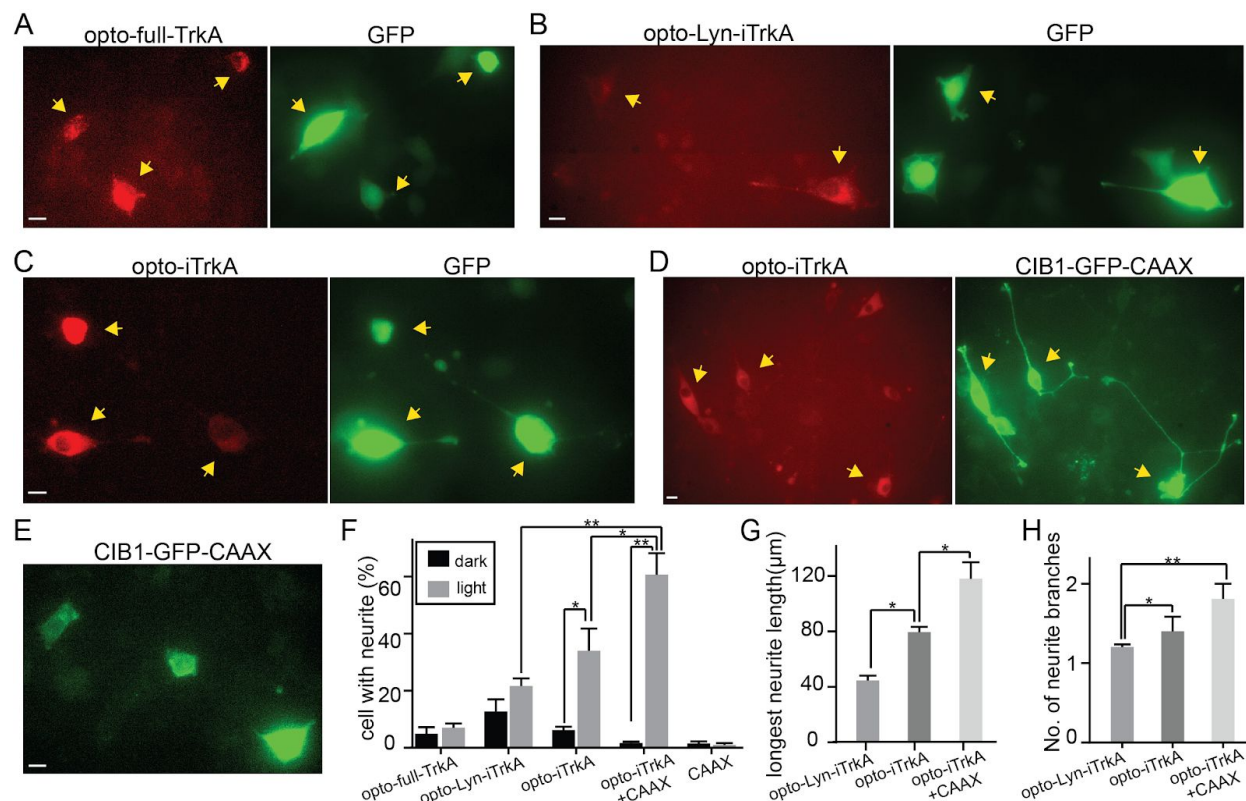 A
opto-full-TrkA
GFP
B
opto-Lyn-iTrkA
GFP
C
opto-iTrkA
GFP
D
opto-iTrkA
CIB1-GFP-CAAX
E
CIB1-GFP-CAAX
F
cell with neurite (%)
60
40
20
0
dark
light
*
**
*
**
opto-full-TrkA
opto-Lyn-iTrkA
opto-iTrkA
opto-iTrkA
+CAAX
CAAX
G
longest neurite length(μm)
120
80
40
0
*
*
opto-Lyn-iTrkA
opto-iTrkA
opto-iTrkA
+CAAX
H
No. of neurite branches
2
1
0
*
**
opto-Lyn-iTrkA
opto-iTrkA
opto-iTrkA
+CAAX